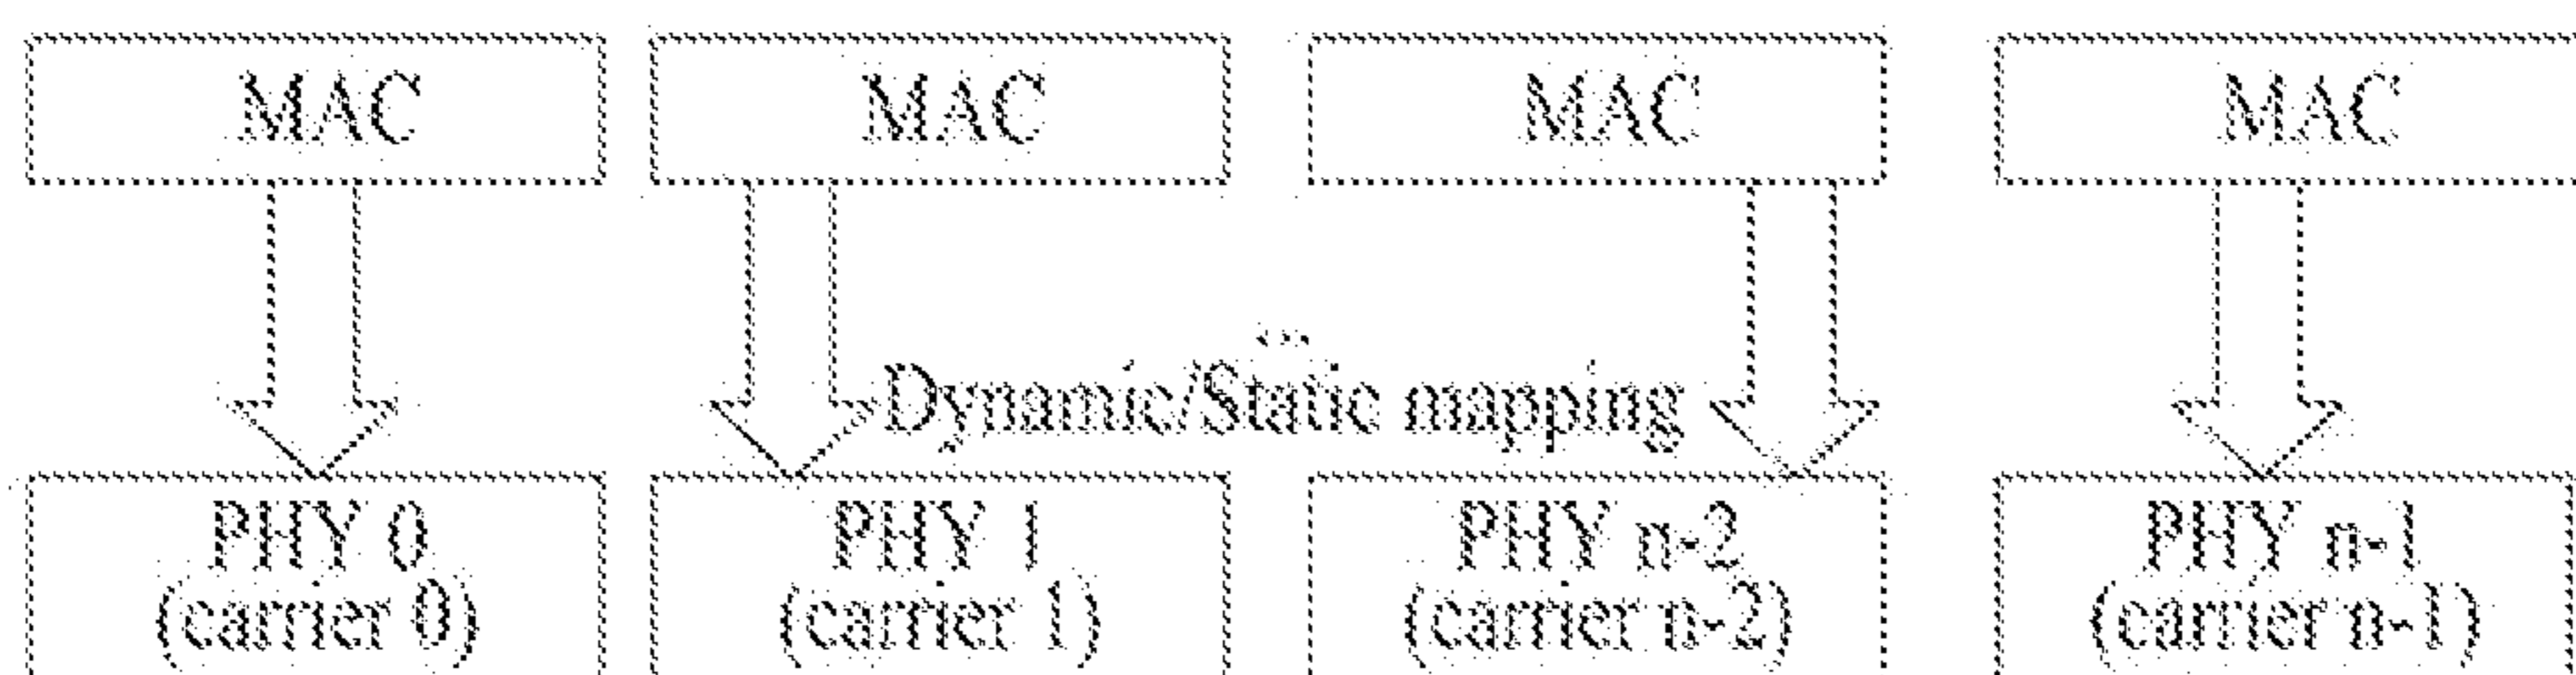 MAC MAC MAC MAC
...
Dynamic/Static mapping
PHY 0 PHY 1 PHY n-2 PHY n-1
(carrier 0) (carrier 1) (carrier n-2) (carrier n-1)